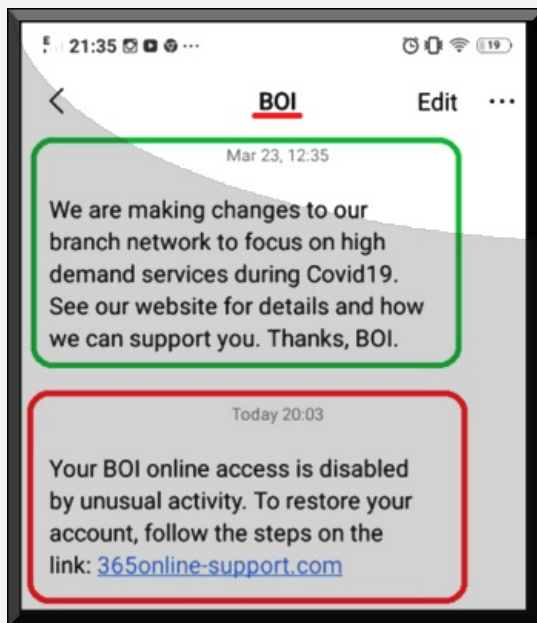 21:35
19
BOI
Edit
Mar 23, 12:35
We are making changes to our
branch network to focus on high
demand services during Covid19.
See our website for details and how
we can support you. Thanks, BOI.
Today 20:03
Your BOI online access is disabled
by unusual activity. To restore your
account, follow the steps on the
link: 365online-support.com